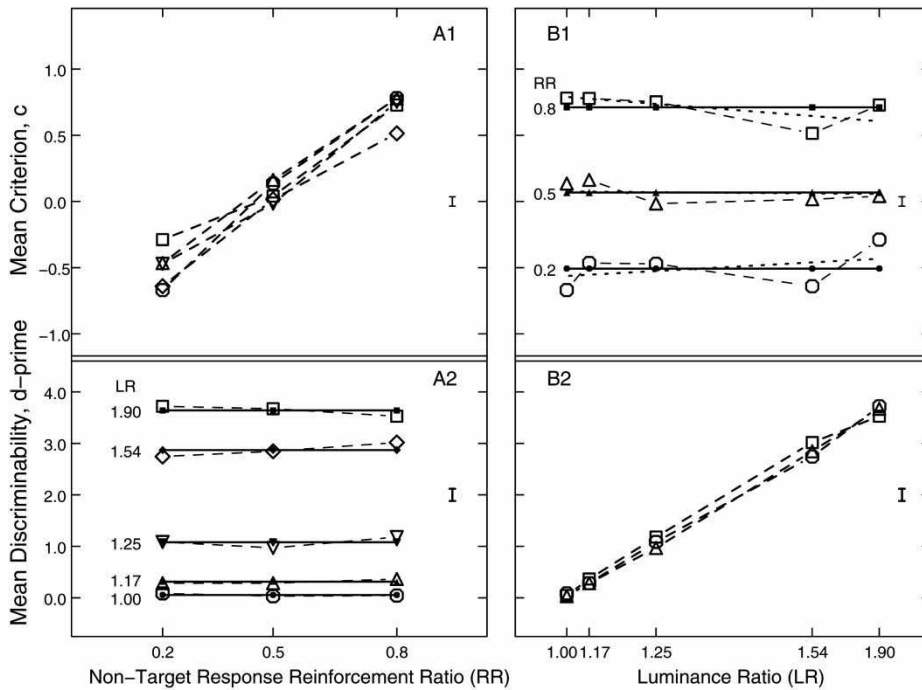 A1
Mean Criterion, c
1.0
0.5
0.0
−0.5
−1.0
B1
RR
0.8
0.5
0.2
A2
Mean Discriminability, d−prime
4.0
3.0
2.0
1.0
0.0
LR
1.90
1.54
1.25
1.17
1.00
0.2 0.5 0.8
Non−Target Response Reinforcement Ratio (RR)
B2
1.00 1.17 1.25 1.54 1.90
Luminance Ratio (LR)